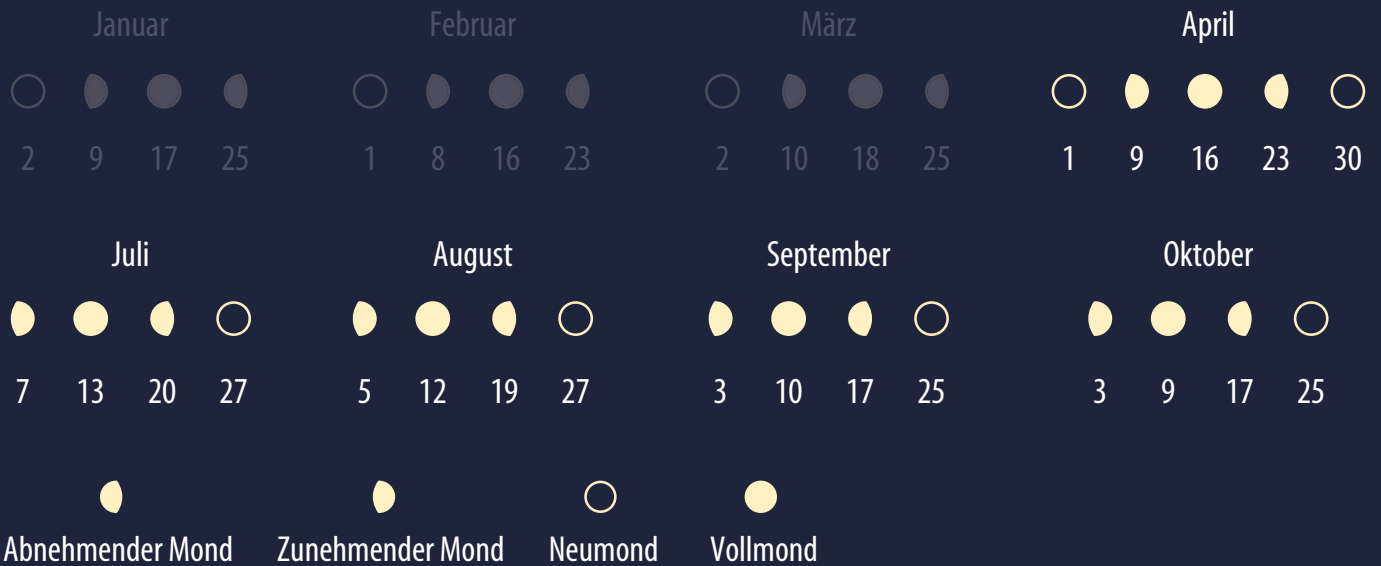 Januar Februar März April
2 9 17 25 1 8 16 23 2 10 18 25 1 9 16 23 30
Juli August September Oktober
7 13 20 27 5 12 19 27 3 10 17 25 3 9 17 25
Abnehmender Mond Zunehmender Mond Neumond Vollmond